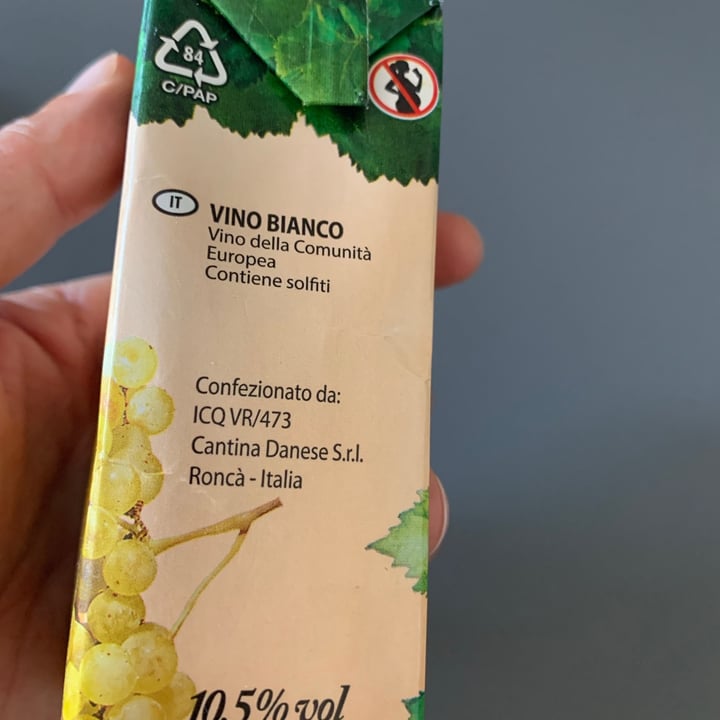 84
C/PAP
IT
VINO BIANCO
Vino della Comunità
Europea
Contiene solfiti
Confezionato da:
ICQ VR/473
Cantina Danese S.r.l.
Roncà - Italia
10,5% vol